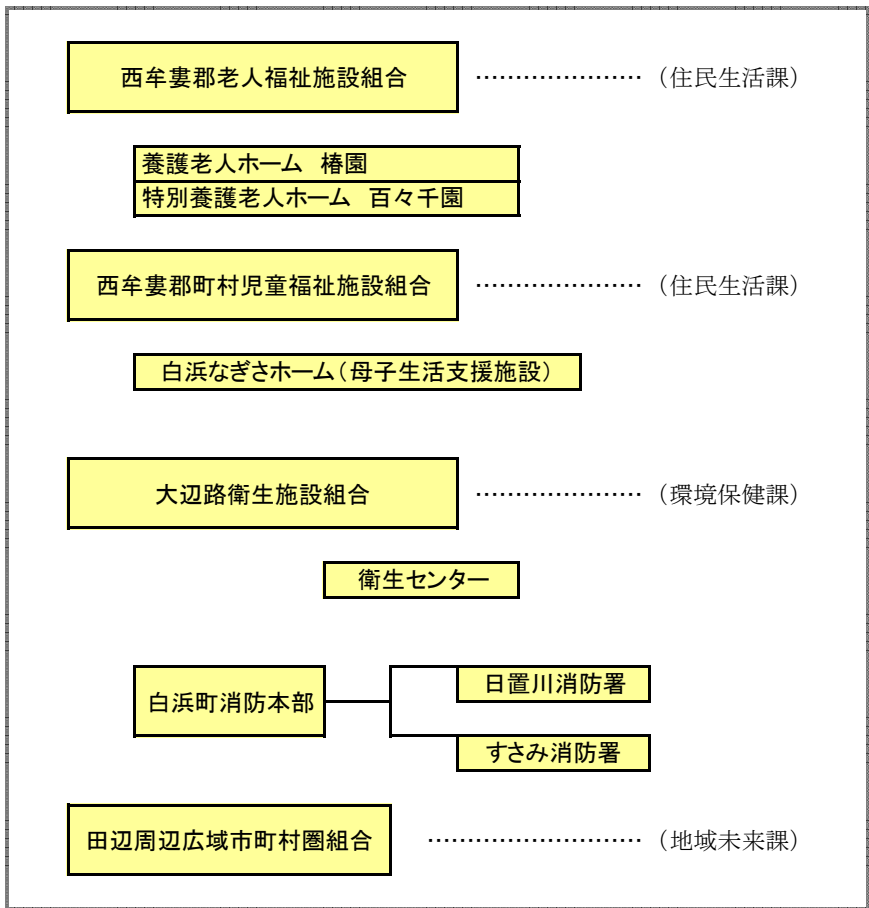 西牟婁郡老人福祉施設組合 ………………… （住民生活課）
養護老人ホーム　椿園
特別養護老人ホーム　百々千園
西牟婁郡町村児童福祉施設組合 ………………… （住民生活課）
白浜なぎさホーム（母子生活支援施設）
大辺路衛生施設組合 ………………… （環境保健課）
衛生センター
日置川消防署
白浜町消防本部
すさみ消防署
田辺周辺広域市町村圏組合 ……………………… （地域未来課）